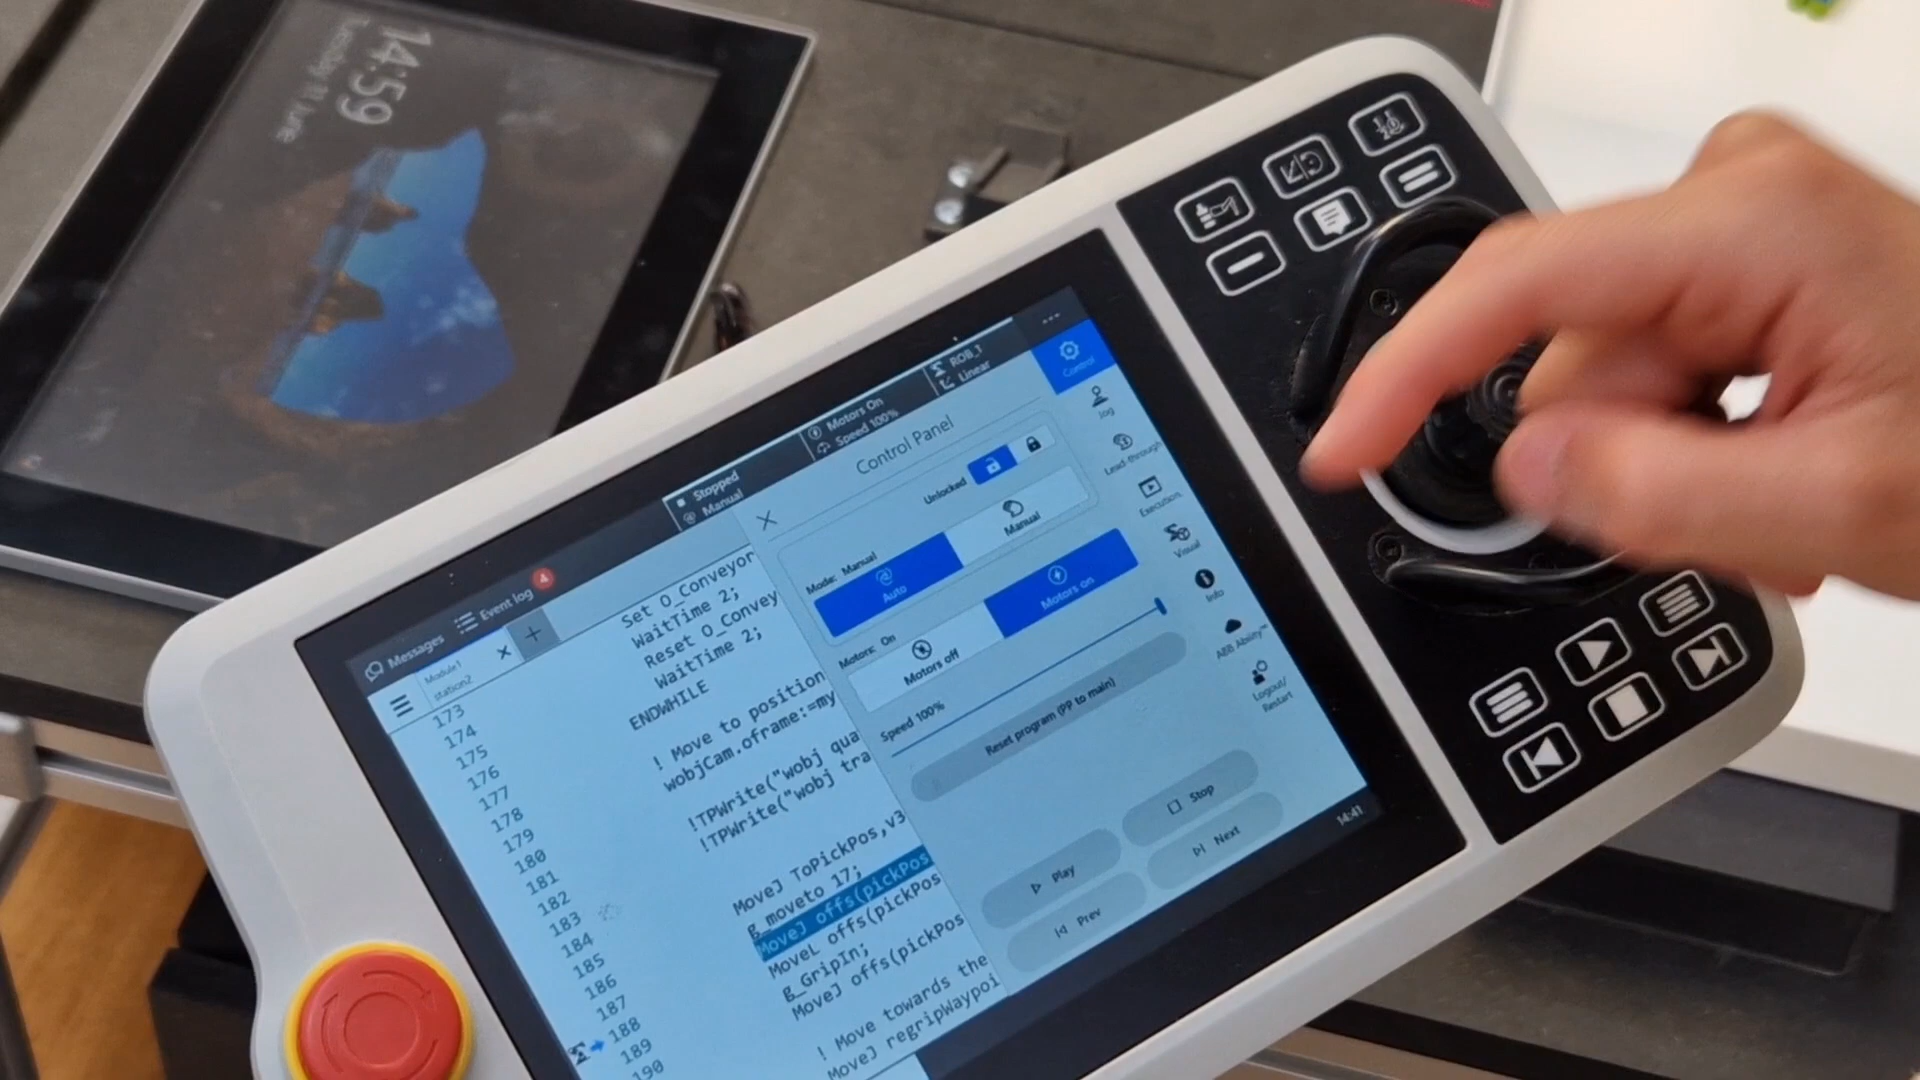 14:59
Tuesday 11 June
Messages
Event log
4
Stopped
Manual
Motors On
Speed 100%
ROB_1
Linear
Module1
station2
173
174
175
176
177
178
179
180
181
182
183
184
185
186
187
188
189
190
Set O_Conveyor
WaitTime 2;
Reset O_Convey
WaitTime 2;
ENDWHILE
! Move to position
wobjCam.oframe:=my
!TPWrite("wobj qua
!TPWrite("wobj tra
MoveJ ToPickPos,v3
g_moveto 17;
MoveJ offs(pickPos
MoveL offs(pickPos
g_GripIn;
MoveJ offs(pickPos
! Move towards the
MoveJ regripWaypoi
Control Panel
Unlocked
Mode: Manual
Auto
Manual
Motors: On
Motors off
Motors on
Speed 100%
Reset program (PP to main)
Play
Stop
Prev
Next
Control
Jog
Lead-through
Execution
Visual
Info
ABB Ability™
Logout/
Restart
14:41